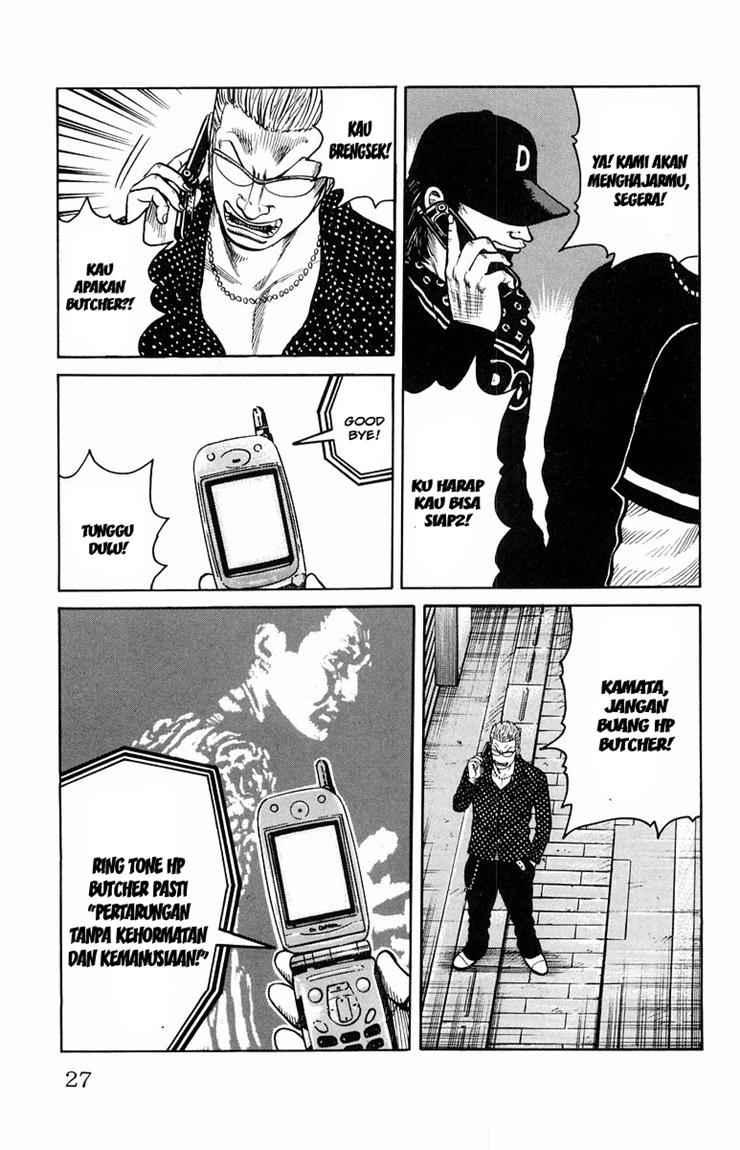 YA! KAMI AKAN
MENGHAJARMU,
SEGERA!
D
D
KU HARAP
KAU BISA
SIAP2!
KAU
BRENGSEK!
KAU
APAKAN
BUTCHER?!
GOOD
BYE!
TUNGGU
DULU!
KAMATA,
JANGAN
BUANG HP
BUTCHER!
RING TONE HP
BUTCHER PASTI
"PERTARUNGAN
TANPA KEHORMATAN
DAN KEMANUSIAAN!"
27